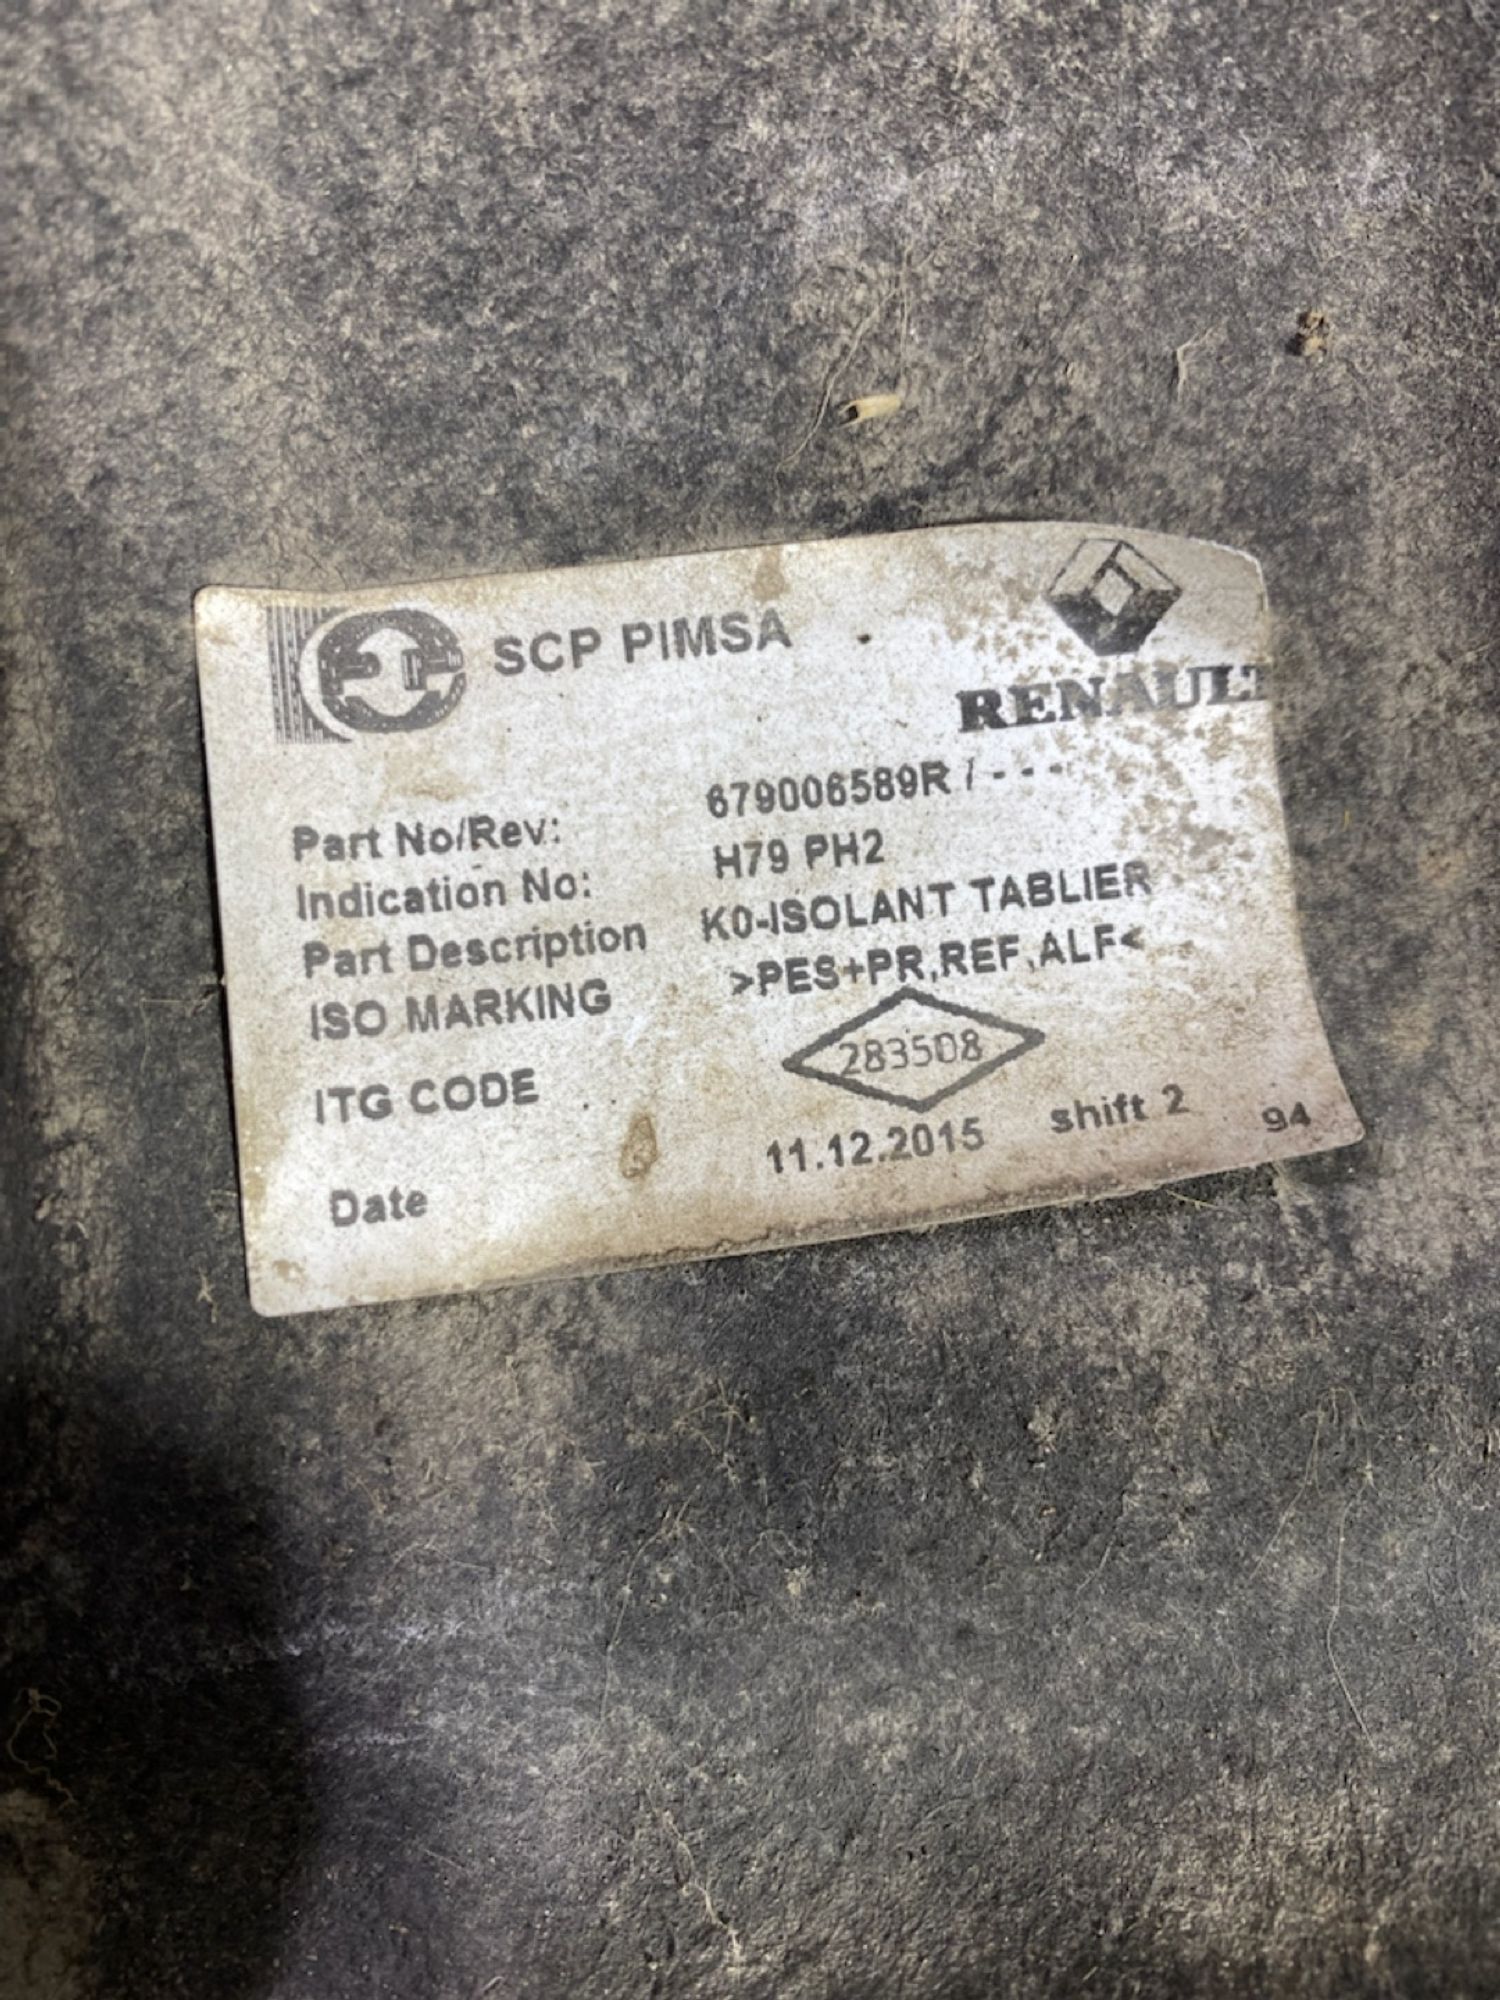 SCP PIMSA
RENAULT
Part No/Rev: 679006589R / - - -
Indication No: H79 PH2
Part Description K0-ISOLANT TABLIER
ISO MARKING >PES+PR,REF,ALF<
ITG CODE 283508
Date 11.12.2015 shift 2 94